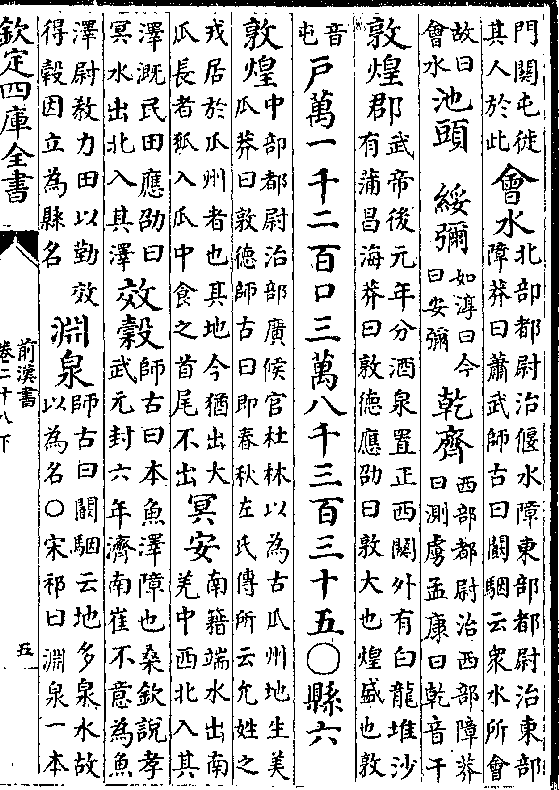 門關屯徙其人於此會水北部都尉治偃水障東部都尉治東部障莽曰蕭武師古曰闞駰云衆水所會
故曰會水池頭綏彌如淳曰今曰安彌乾齊西部都尉治西部障莽曰測虜孟康曰乾音干
敦煌郡武帝後元年分酒泉置正西關外有白龍堆沙有蒲昌海莽曰敦德應劭曰敦大也煌盛也敦
音屯戶萬一千二百口三萬八千三百三十五〇縣六
敦煌中部都尉治部廣候官杜林以為古瓜州地生美瓜莽曰敦德師古曰即春秋左氏傳所云允姓之
戎居於瓜州者也其地今猶出大瓜長者狐入瓜中食之首尾不出冥安南籍端水出南羌中西北入其
澤溉民田應劭曰冥水出北入其澤效穀師古曰本魚澤障也桑欽說孝武元封六年濟南崔不意為魚
澤尉教力田以勤效得穀因立為縣名淵泉師古曰闞駰云地多泉水故以為名〇宋祁曰淵泉一本
欽定四庫全書
前漢書
卷二十八下
五